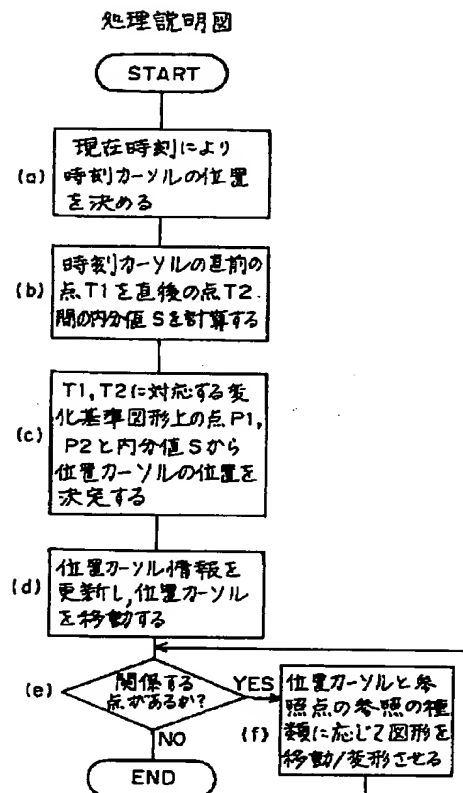 処理説明図
START
(a)
現在時刻により
時刻カーソルの位置
を決める
(b)
時刻カーソルの直前の
点T1を直後の点T2
間の内分値Sを計算する
(c)
T1,T2に対応する変
化基準図形上の点P1,
P2と内分値Sから
位置カーソルの位置を
決定する
(d)
位置カーソル情報を
更新し,位置カーソル
を移動する
(e)
関係する
点があるか?
YES
NO
(f)
位置カーソルと参
照点の参照の種
類に応じて図形を
移動/変形させる
END